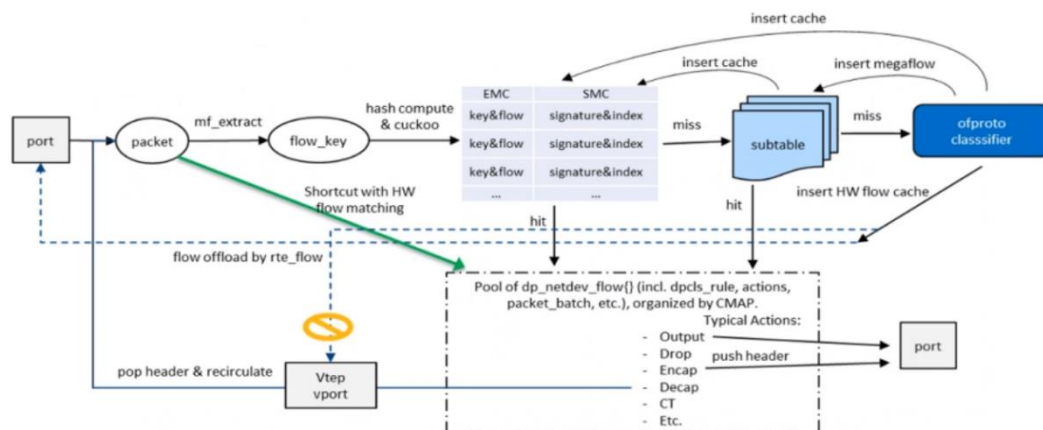 insert cache
insert cache
insert megaflow
EMC
SMC
port
packet
mf_extract
flow_key
hash compute
& cuckoo
key&flow
signature&index
key&flow
signature&index
key&flow
signature&index
...
...
miss
subtable
miss
ofproto
classsifier
Shortcut with HW
flow matching
hit
hit
insert HW flow cache
flow offload by rte_flow
Pool of dp_netdev_flow{} (incl. dpcls_rule, actions,
packet_batch, etc.), organized by CMAP.
Typical Actions:
- Output
- Drop
- Encap
- Decap
- CT
- Etc.
push header
port
pop header & recirculate
Vtep
vport